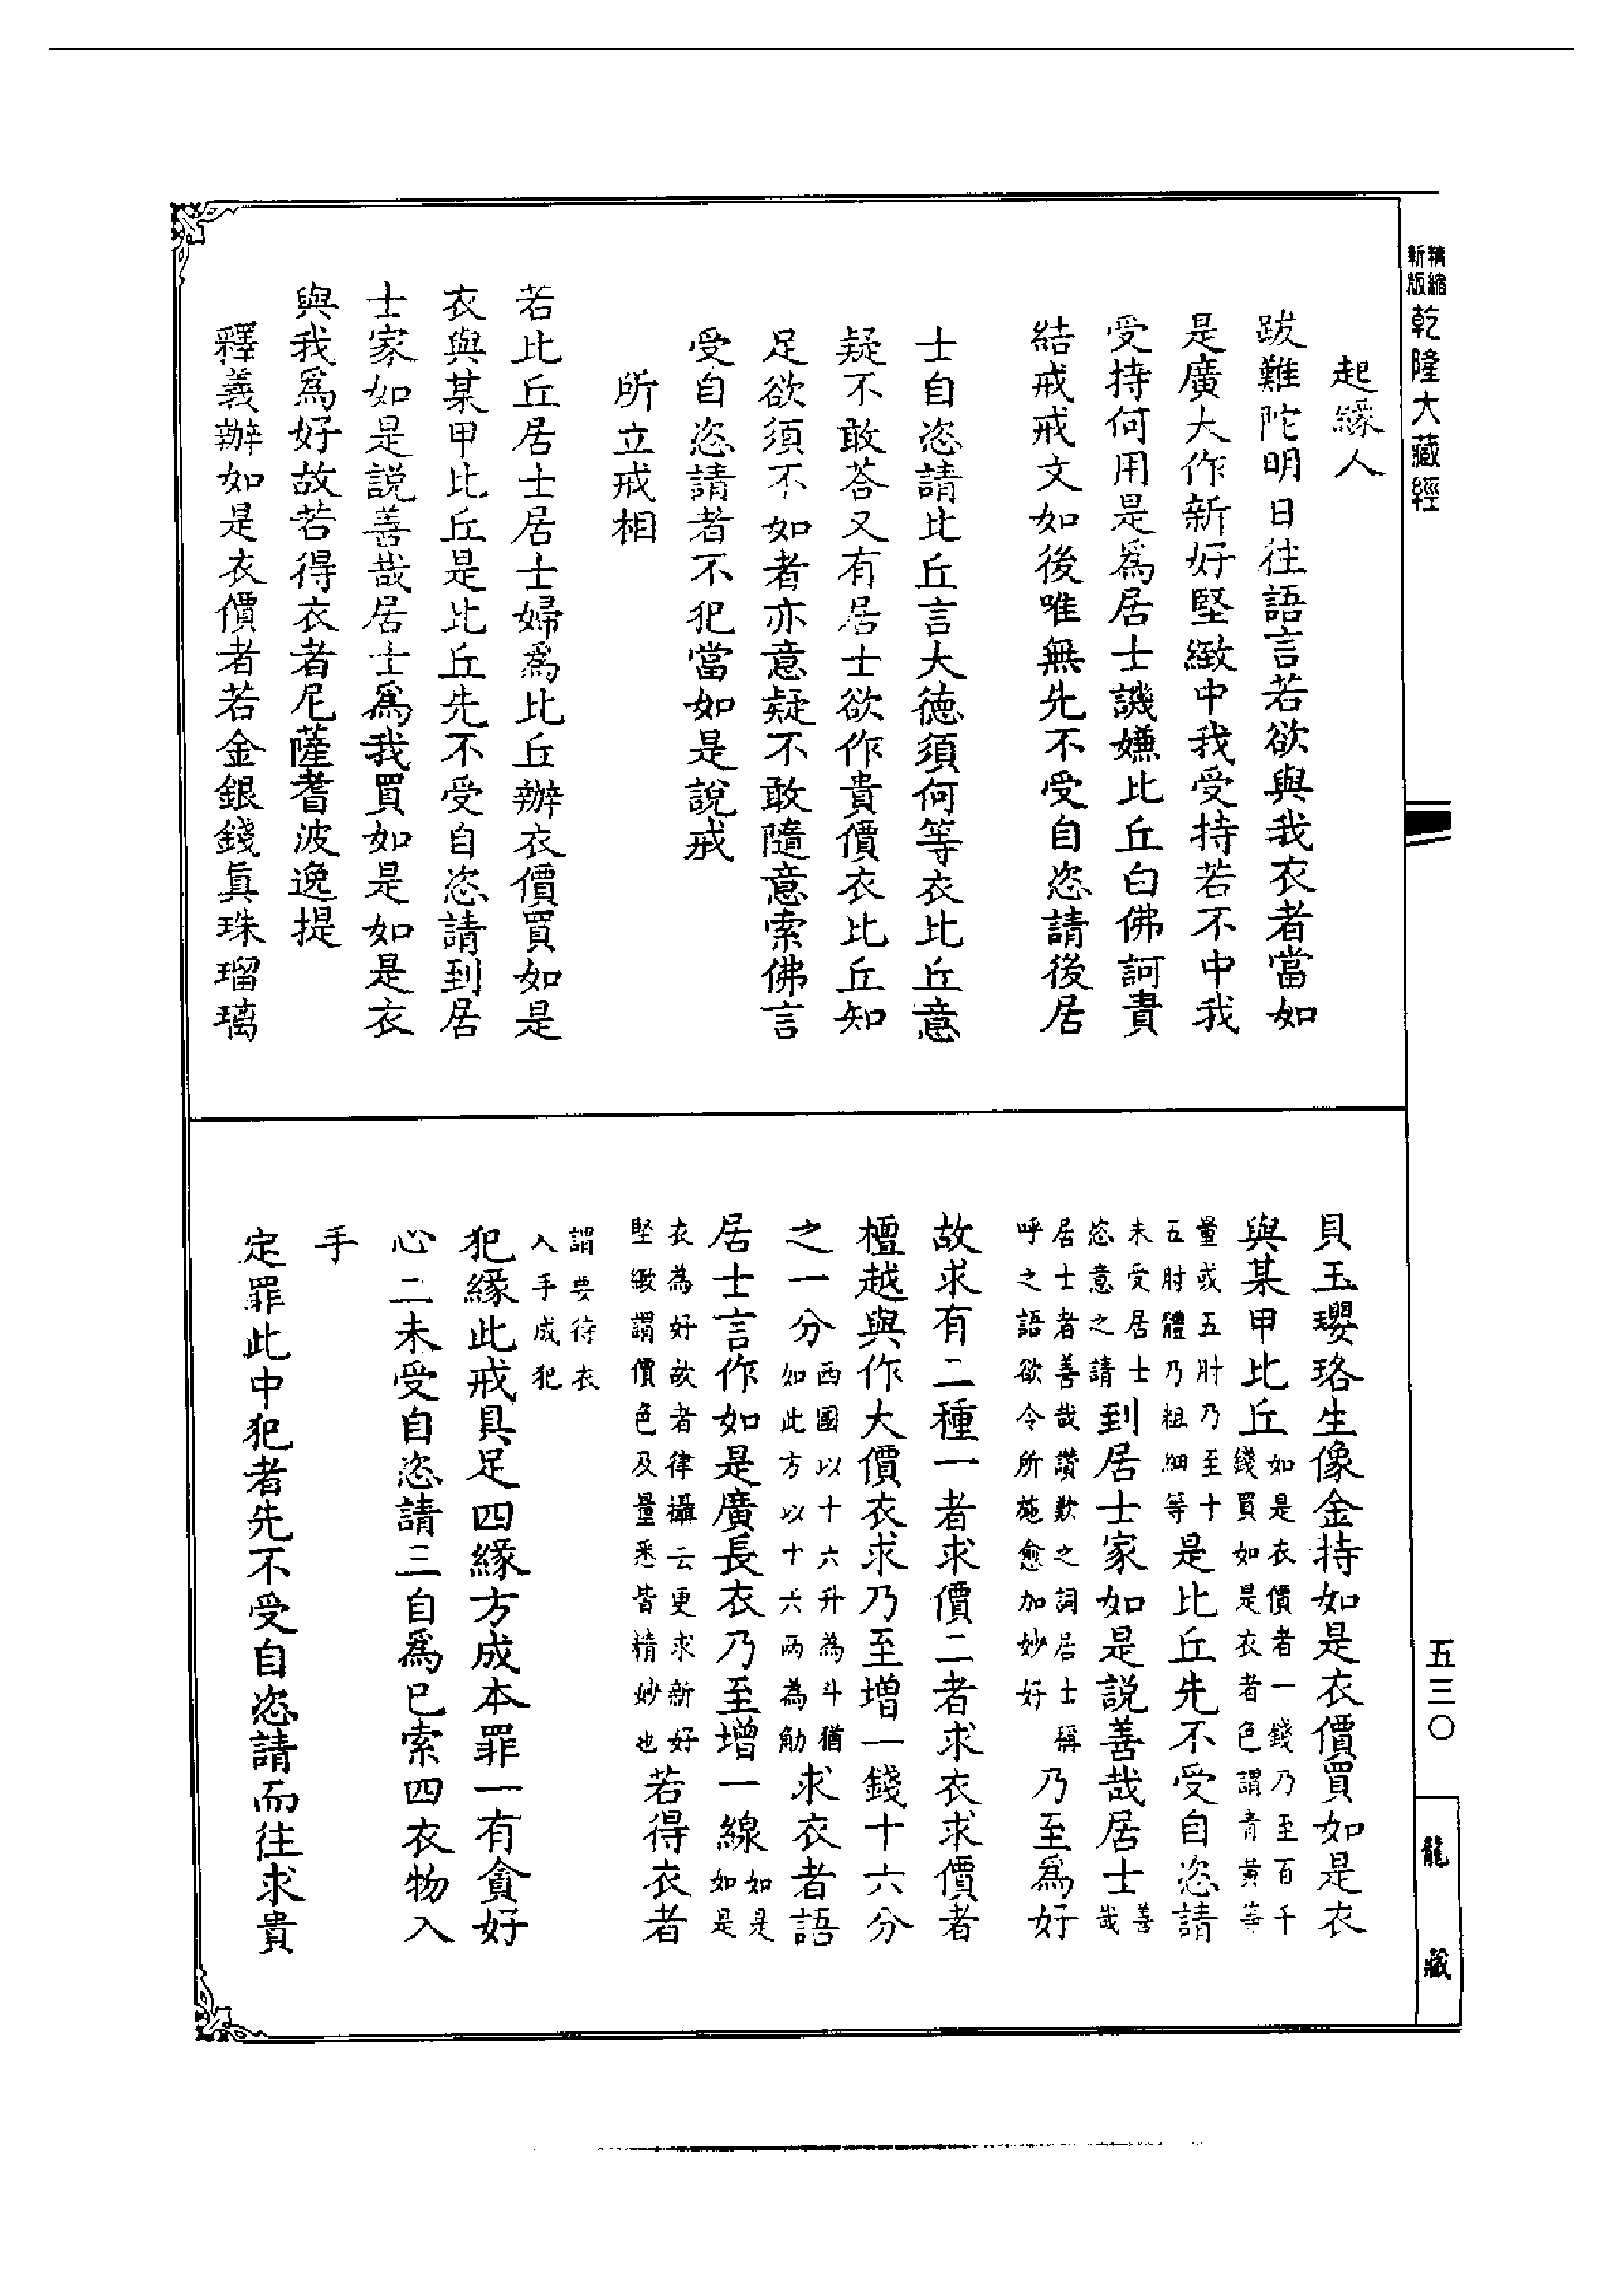 精縮新版 乾隆大藏經
起緣人
跋難陀明日往語言若欲與我衣者當如
是廣大作新好堅緻中我受持若不中我
受持何用是爲居士譏嫌比丘白佛訶責
結戒戒文如後唯無先不受自恣請後居
士自恣請比丘言大德須何等衣比丘意
疑不敢荅又有居士欲作貴價衣比丘知
足欲須不如者亦意疑不敢隨意索佛言
受自恣請者不犯當如是說戒
所立戒相
若比丘居士居士婦爲比丘辦衣價買如是
衣與某甲比丘是比丘先不受自恣請到居
士家如是説善哉居士爲我買如是如是衣
與我爲好故若得衣者尼薩耆波逸提
釋義辦如是衣價者若金銀錢真珠瑠璃
貝玉瓔珞生像金持如是衣價買如是衣
與某甲比丘如是衣價者一錢乃至百千錢買如是衣者色謂青黃等
量或五肘乃至十五肘體乃粗細等是比丘先不受自恣請
未受居士恣意之請到居士家如是説善哉居士善哉
居士者善哉讚歎之詞居士稱呼之語欲令所施愈加妙好乃至爲好
故求有二種一者求價二者求衣求價者
檀越與作大價衣求乃至增一錢十六分
之一分西國以十六升為斗猶如此方以十六兩為觔求衣者語
居士言作如是廣長衣乃至增一線如是如是
衣為好故者律攝云更求新好堅緻謂價色及量悉皆精妙也若得衣者
謂要待衣入手成犯
犯緣此戒具足四緣方成本罪一有貪好
心二未受自恣請三自爲已索四衣物入
手
定罪此中犯者先不受自恣請而往求貴
五三〇
龍藏